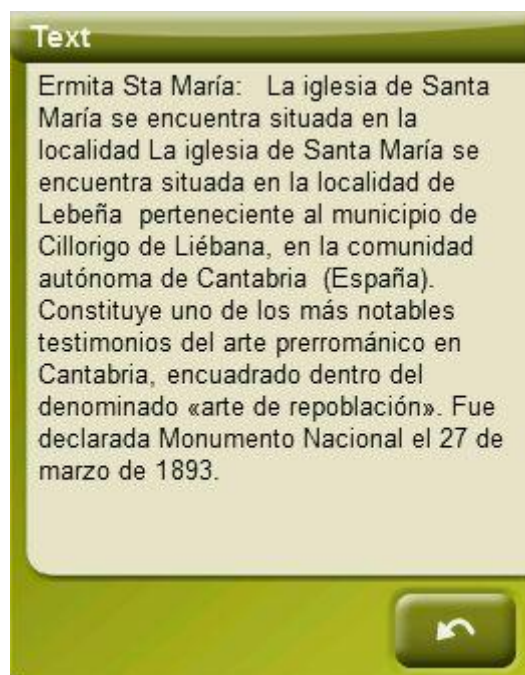 Text
Ermita Sta María:   La iglesia de Santa
María se encuentra situada en la
localidad La iglesia de Santa María se
encuentra situada en la localidad de
Lebeña  perteneciente al municipio de
Cillorigo de Liébana, en la comunidad
autónoma de Cantabria  (España).
Constituye uno de los más notables
testimonios del arte prerrománico en
Cantabria, encuadrado dentro del
denominado «arte de repoblación». Fue
declarada Monumento Nacional el 27 de
marzo de 1893.